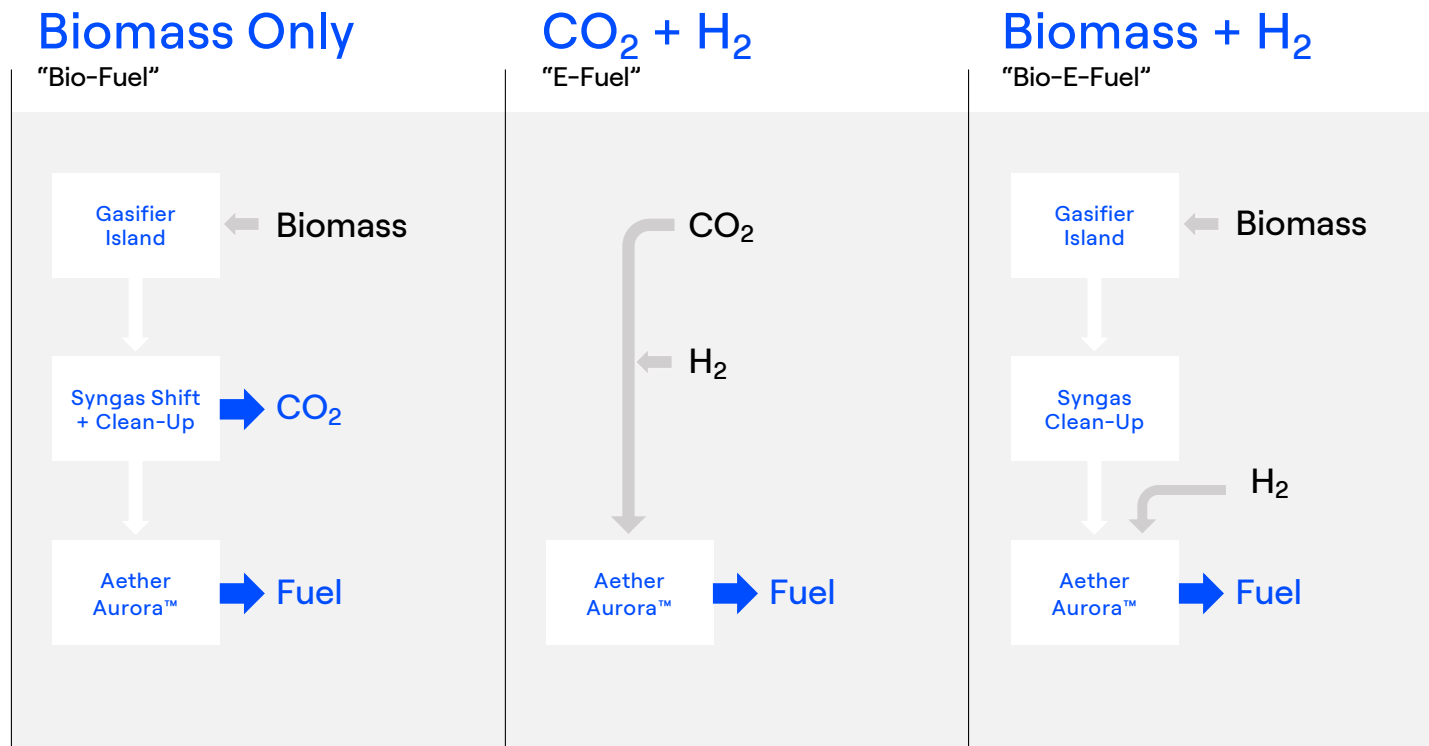 Biomass Only
“Bio-Fuel”
Gasifier
Island
Biomass
Syngas Shift
+ Clean-Up
CO₂
Aether
Aurora™
Fuel
CO₂ + H₂
“E-Fuel”
CO₂
H₂
Aether
Aurora™
Fuel
Biomass + H₂
“Bio-E-Fuel”
Gasifier
Island
Biomass
Syngas
Clean-Up
H₂
Aether
Aurora™
Fuel